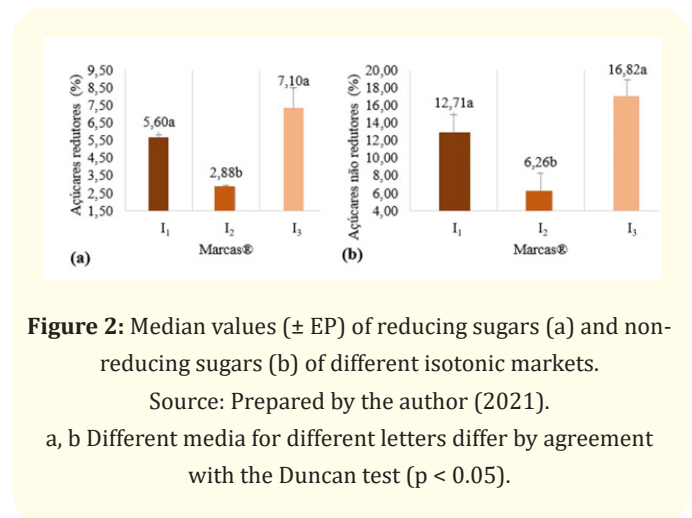 Açúcares redutores (%)
9,50
8,50
7,50
6,50
5,50
4,50
3,50
2,50
1,50
5,60a
2,88b
7,10a
I₁
I₂
I₃
Marcas®
(a)
Açúcares não redutores (%)
20,00
18,00
16,00
14,00
12,00
10,00
8,00
6,00
4,00
12,71a
6,26b
16,82a
I₁
I₂
I₃
Marcas®
(b)
Figure 2: Median values (± EP) of reducing sugars (a) and non-
reducing sugars (b) of different isotonic markets.
Source: Prepared by the author (2021).
a, b Different media for different letters differ by agreement
with the Duncan test (p < 0.05).